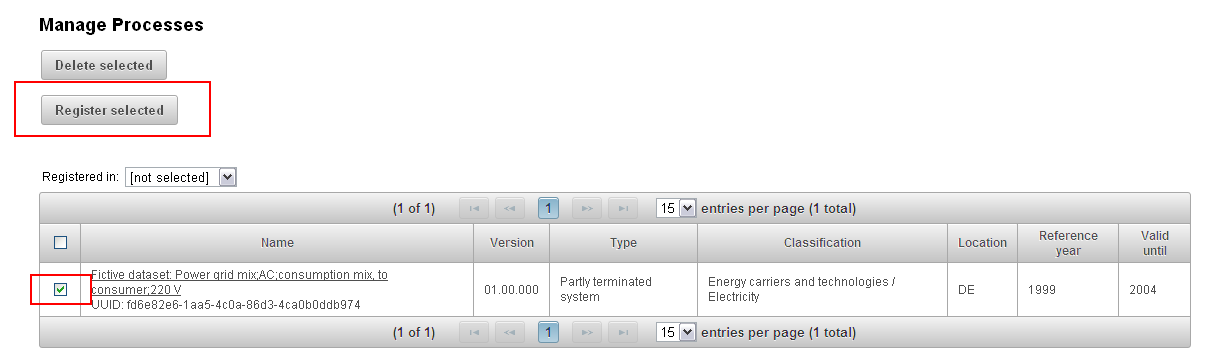 Manage Processes
Delete selected
Register selected
Registered in: [not selected]
(1 of 1) 1 15 entries per page (1 total)
Name Version Type Classification Location Reference year Valid until
Fictive dataset: Power grid mix;AC;consumption mix, to
consumer;220 V
UUID: fd6e82e6-1aa5-4c0a-86d3-4ca0b0ddb974
01.00.000
Partly terminated
system
Energy carriers and technologies /
Electricity
DE
1999
2004
(1 of 1) 1 15 entries per page (1 total)